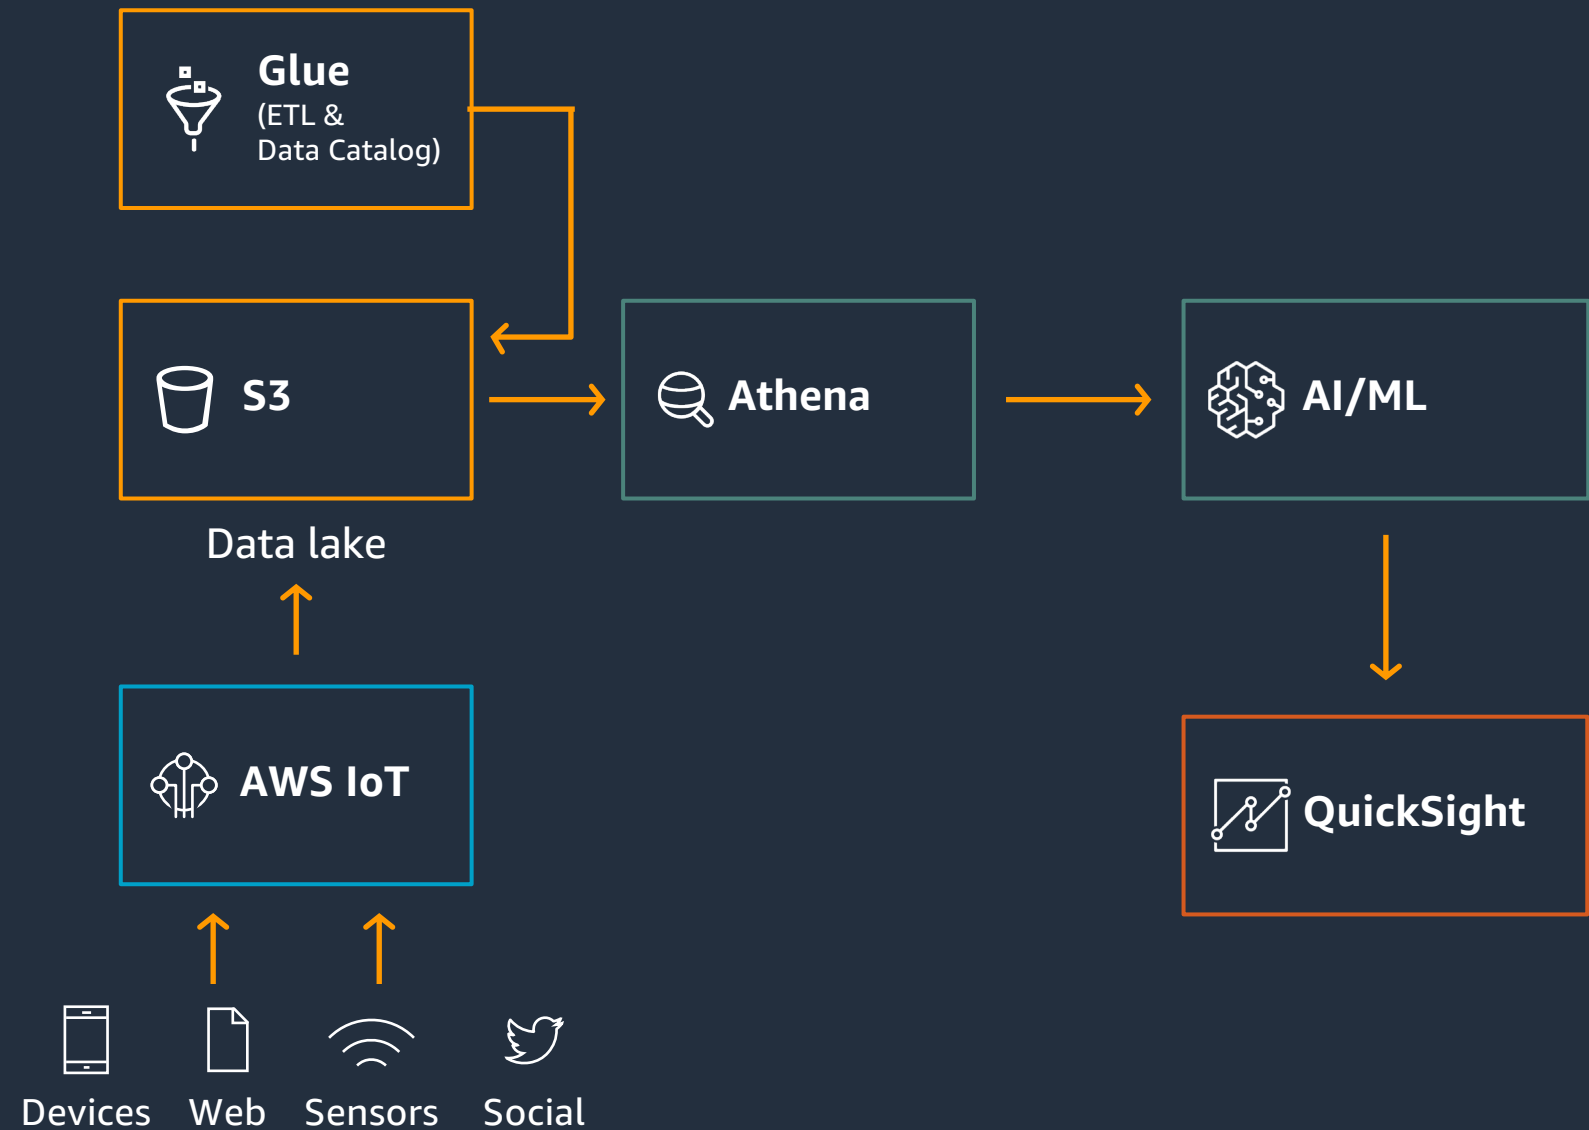 Glue
(ETL &
Data Catalog)
S3
Athena
AI/ML
Data lake
AWS IoT
QuickSight
Devices
Web
Sensors
Social